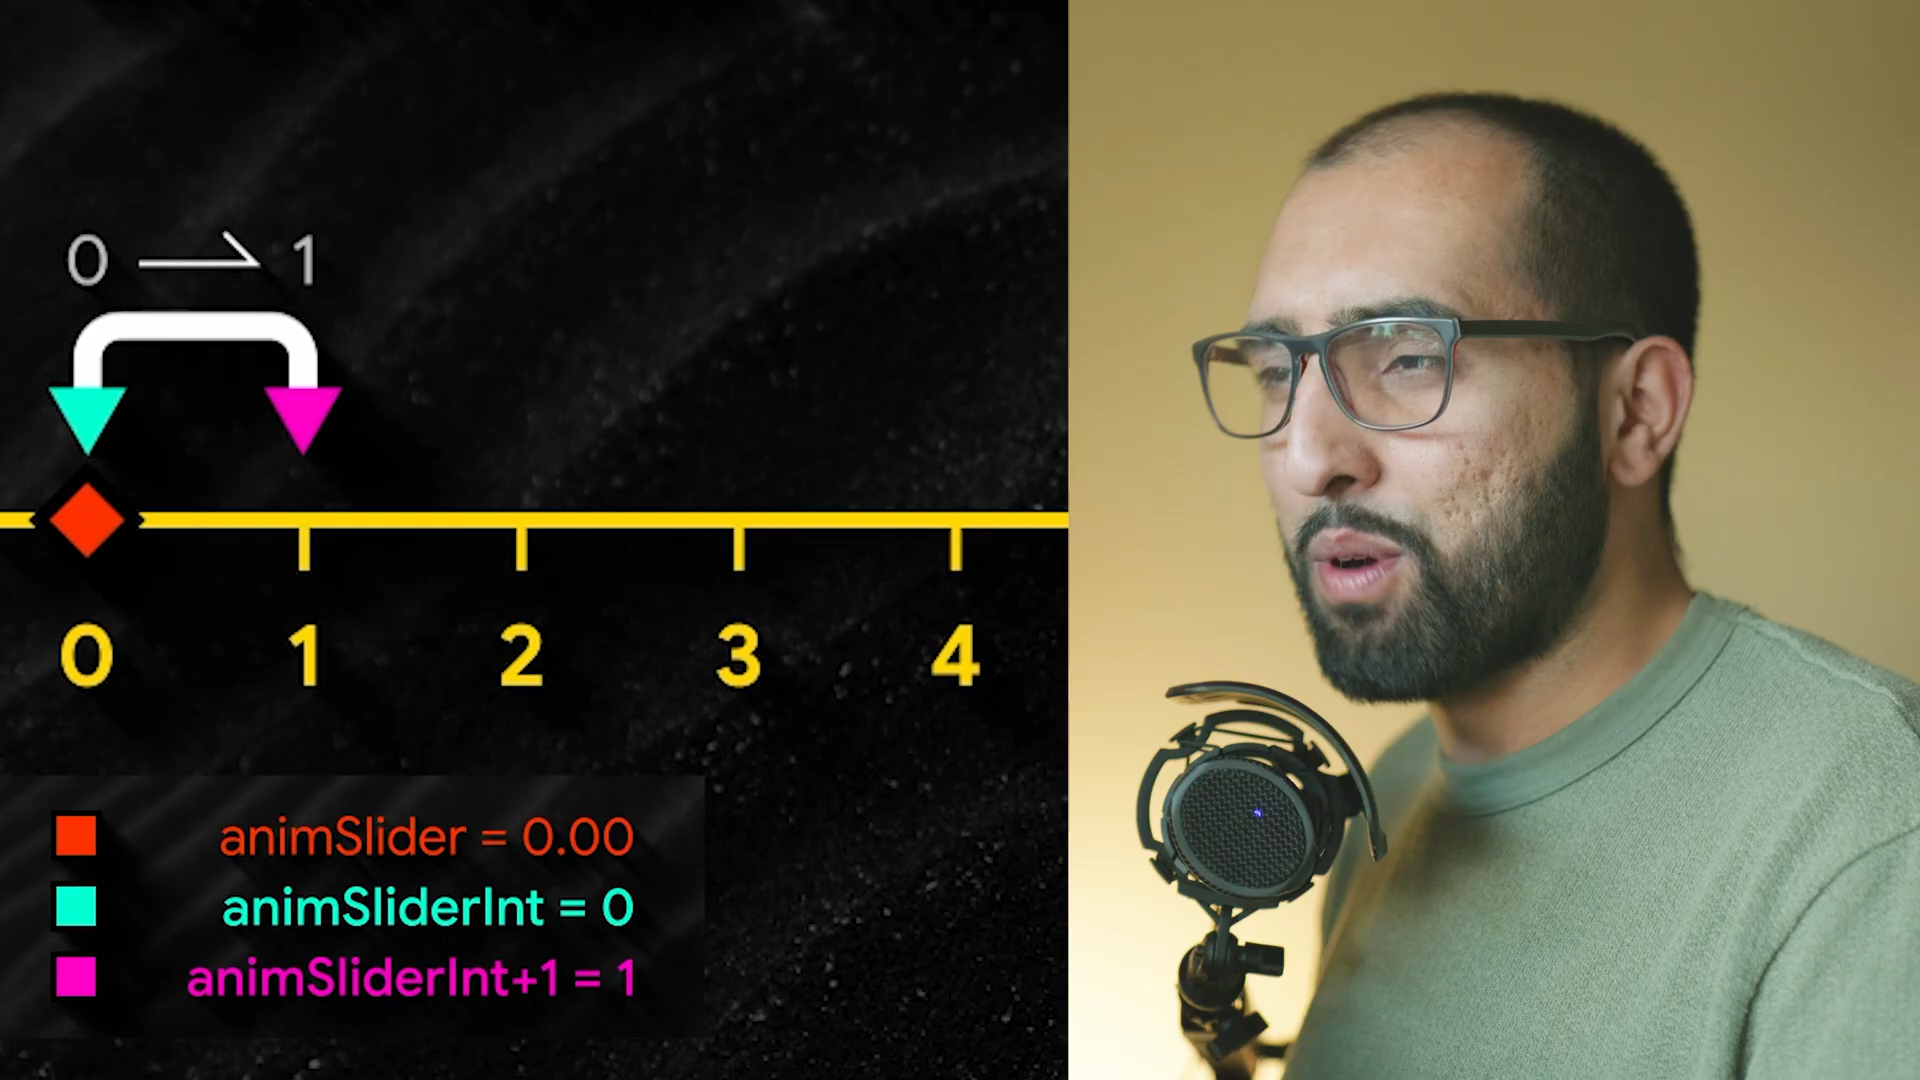 0 1
0 1 2 3 4
animSlider = 0.00
animSliderInt = 0
animSliderInt+1 = 1